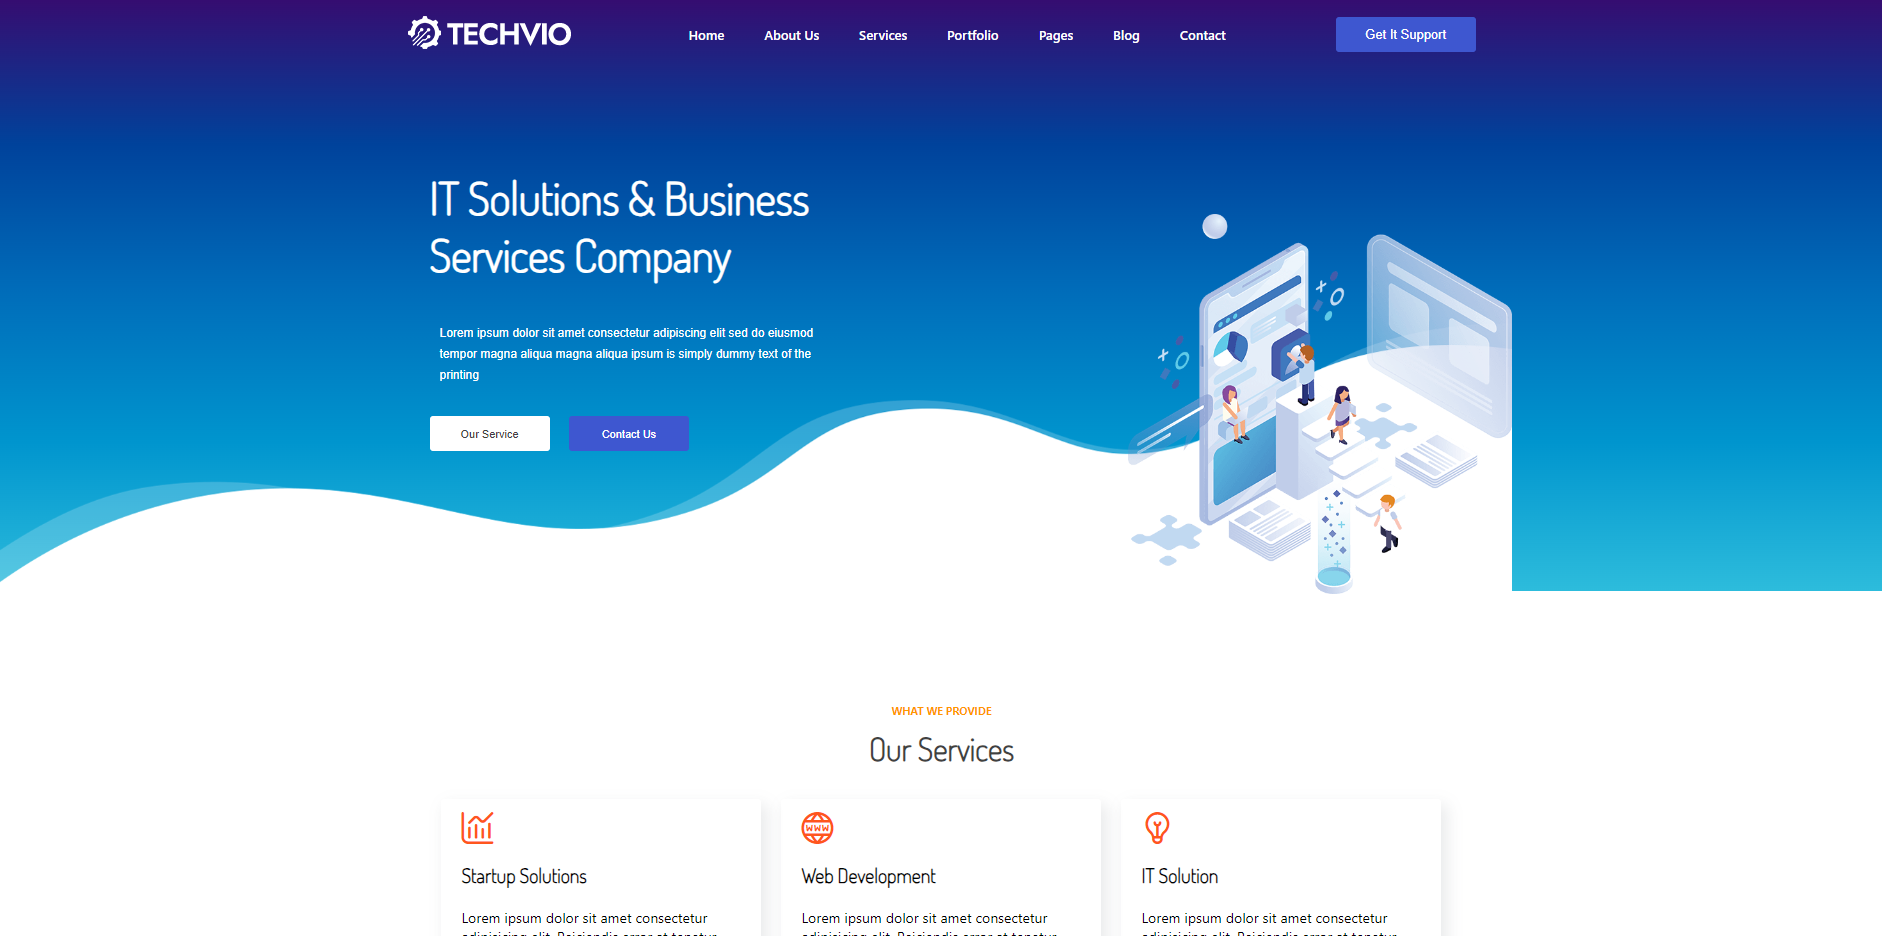 TECHVIO
Home About Us Services Portfolio Pages Blog Contact
Get It Support
IT Solutions & Business
Services Company
Lorem ipsum dolor sit amet consectetur adipiscing elit sed do eiusmod
tempor magna aliqua magna aliqua ipsum is simply dummy text of the
printing
Our Service
Contact Us
WHAT WE PROVIDE
Our Services
WWW
Startup Solutions
Web Development
IT Solution
Lorem ipsum dolor sit amet consectetur
Lorem ipsum dolor sit amet consectetur
Lorem ipsum dolor sit amet consectetur